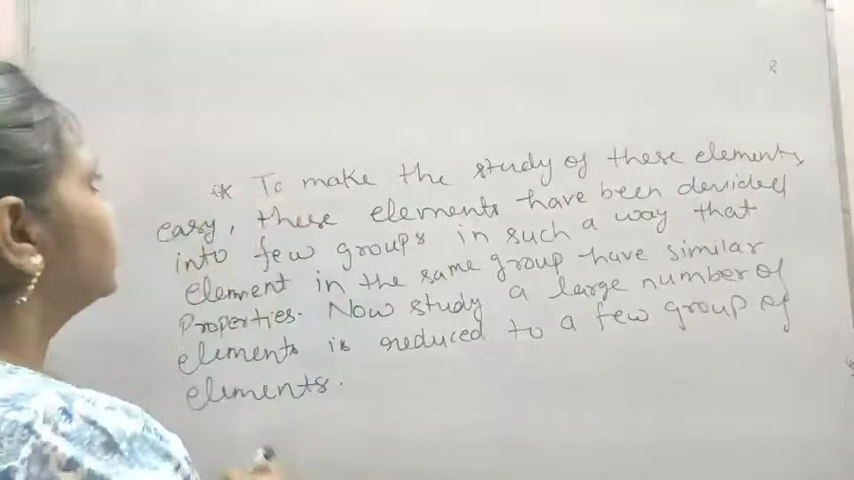 * To make the study of these elements
easy, these elements have been devided
into few groups in such a way that
element in the same group have similar
Properties. Now study a large number of
elements is reduced to a few group of
elements.